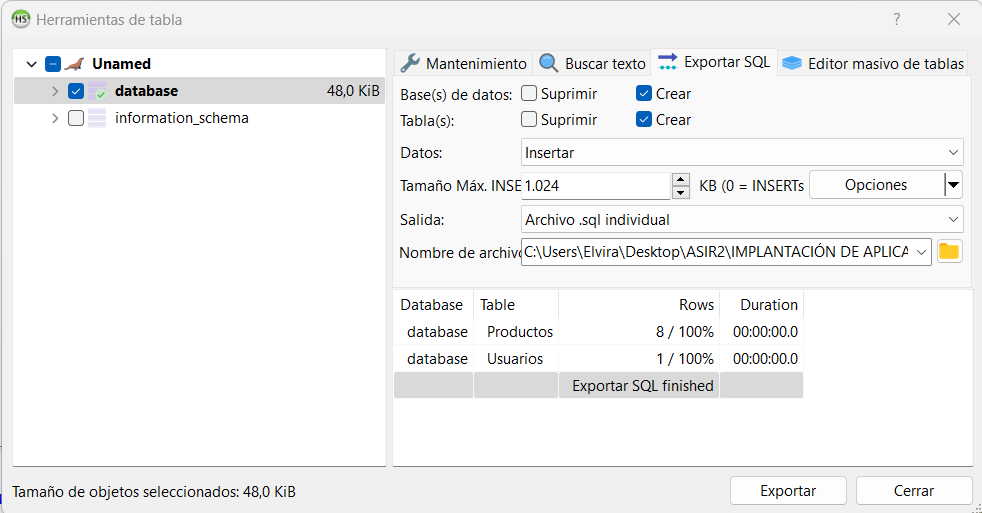 HS Herramientas de tabla ?
Unamed
database 48,0 KiB
information_schema
Mantenimiento Buscar texto Exportar SQL Editor masivo de tablas
Base(s) de datos: Suprimir Crear
Tabla(s): Suprimir Crear
Datos: Insertar
Tamaño Máx. INSE 1.024 KB (0 = INSERTs Opciones
Salida: Archivo .sql individual
Nombre de archivo C:\Users\Elvira\Desktop\ASIR2\IMPLANTACIÓN DE APLICA
Database Table Rows Duration
database Productos 8 / 100% 00:00:00.0
database Usuarios 1 / 100% 00:00:00.0
Exportar SQL finished
Tamaño de objetos seleccionados: 48,0 KiB Exportar Cerrar